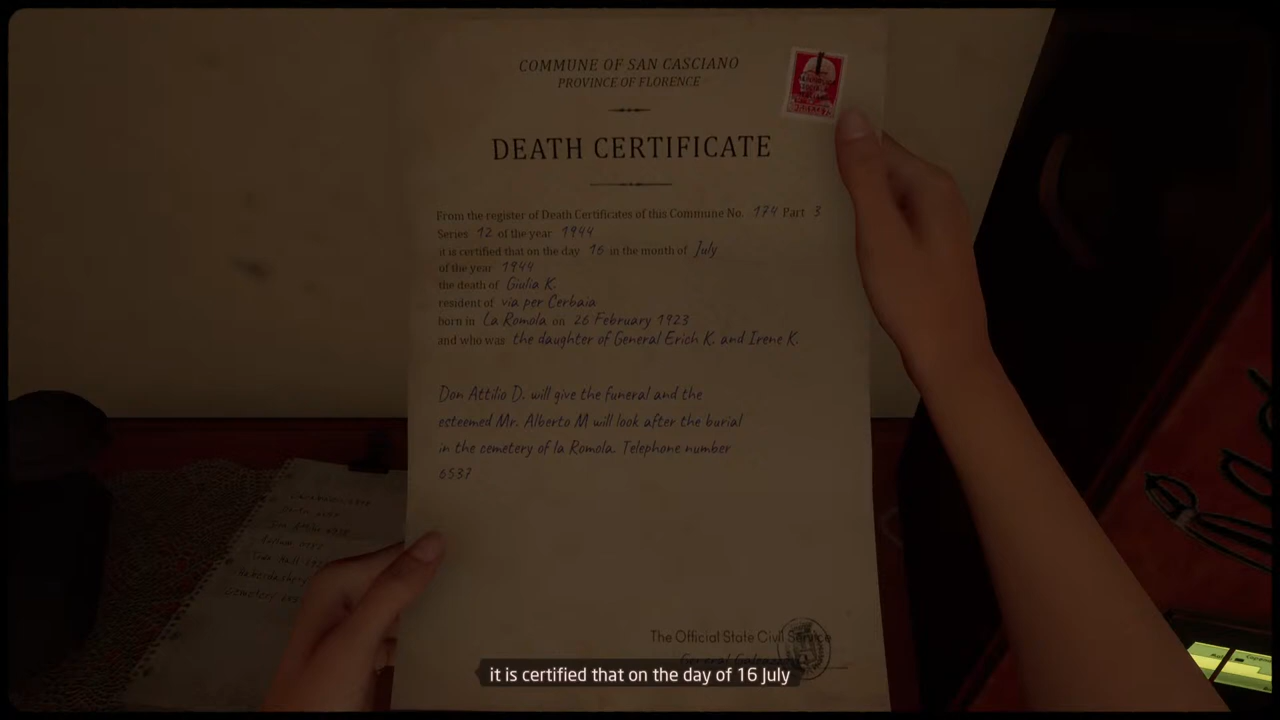 COMMUNE OF SAN CASCIANO
PROVINCE OF FLORENCE
DEATH CERTIFICATE
From the register of Death Certificates of this Commune No. 174 Part 3
Series 12 of the year 1944
it is certified that on the day 16 in the month of July
of the year 1944
the death of Giulia K.
resident of via per Cerbaia
born in La Romola on 26 February 1923
and who was the daughter of General Erich K. and Irene K.
Don Attilio D. will give the funeral and the
esteemed Mr. Alberto M will look after the burial
in the cemetery of la Romola. Telephone number
6537
The Official State Civil Service
General
it is certified that on the day of 16 July